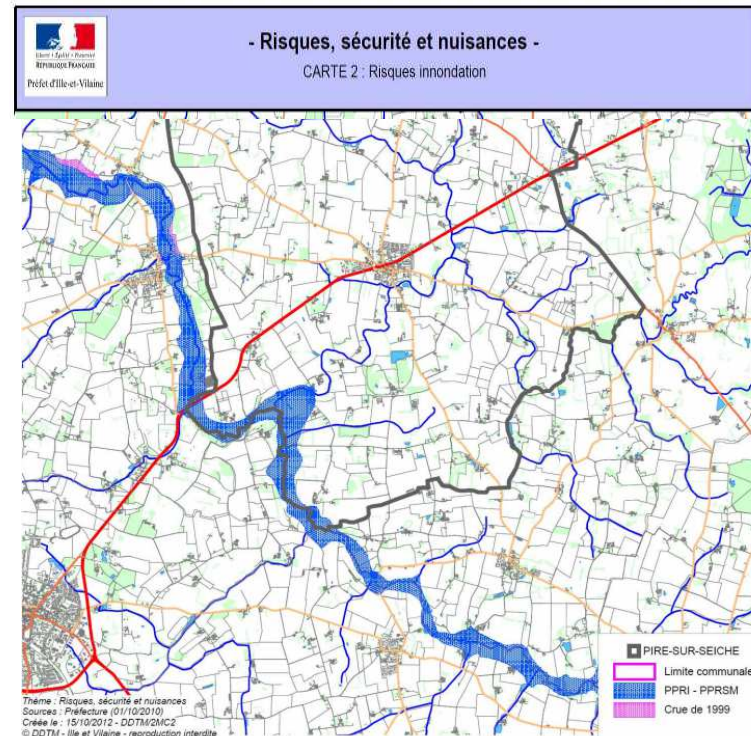 Liberté • Égalité • Fraternité
RÉPUBLIQUE FRANÇAISE
Préfet d'Ille-et-Vilaine
- Risques, sécurité et nuisances -
CARTE 2 : Risques innondation
PIRE-SUR-SEICHE
Limite communale
PPRI - PPRSM
Crue de 1999
Thème : Risques, sécurité et nuisances
Sources : Préfecture (01/10/2010)
Créée le : 15/10/2012 - DDTM/2MC2
© DDTM - Ille et Vilaine - reproduction interdite